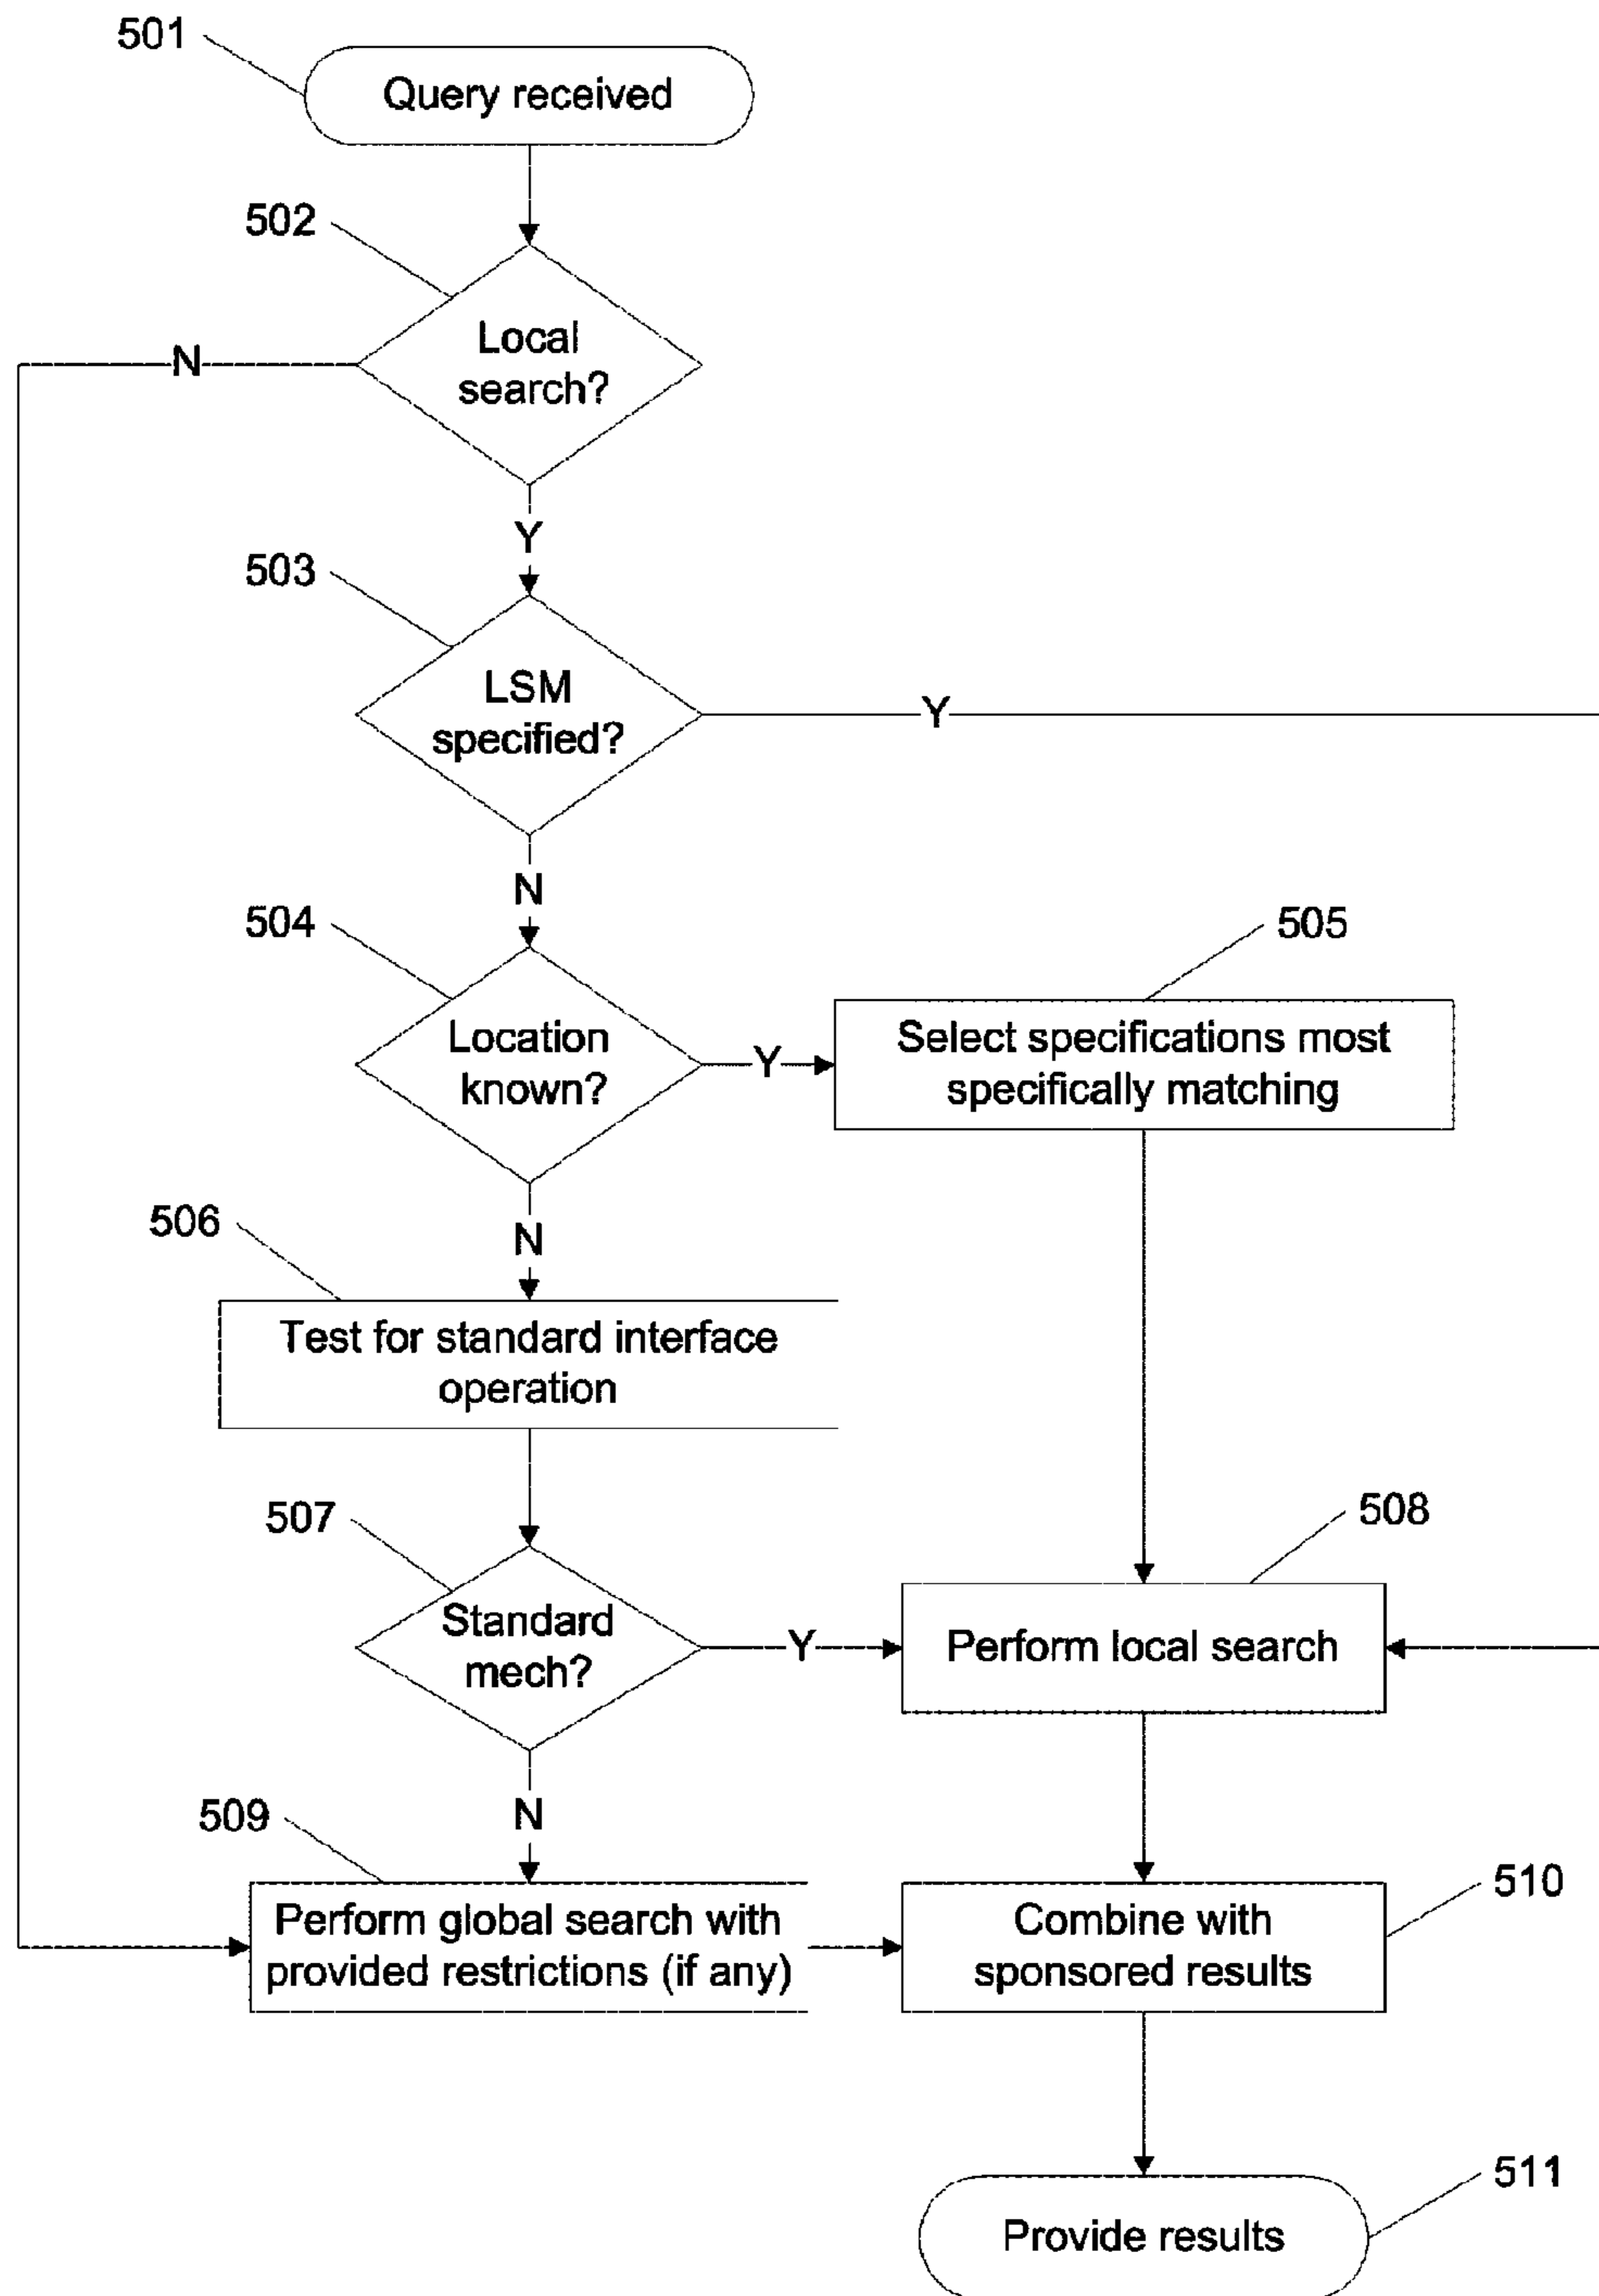 501
Query received
502
Local
search?
N
Y
503
LSM
specified?
Y
N
504
Location
known?
Y
505
Select specifications most
specifically matching
N
506
Test for standard interface
operation
507
Standard
mech?
Y
508
Perform local search
N
509
Perform global search with
provided restrictions (if any)
510
Combine with
sponsored results
511
Provide results